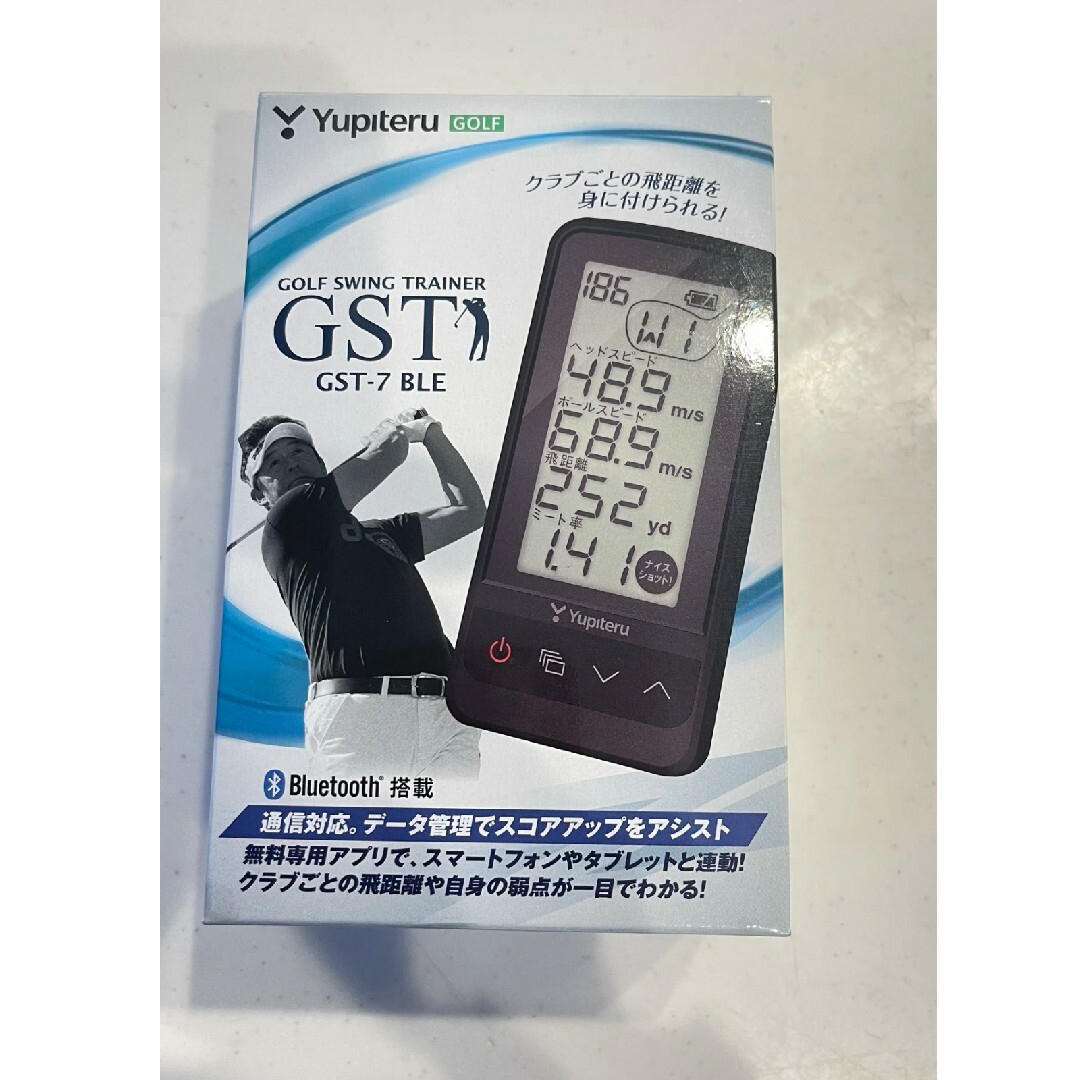 Yupiteru GOLF
クラブごとの飛距離を
身に付けられる!
GOLF SWING TRAINER
GST
GST-7 BLE
186
W1
ヘッドスピード
48.9 m/s
ボールスピード
68.9 m/s
飛距離
252 yd
ミート率
1.41
ナイス
ショット!
Yupiteru
Bluetooth® 搭載
通信対応。データ管理でスコアアップをアシスト
無料専用アプリで、スマートフォンやタブレットと連動!
クラブごとの飛距離や自身の弱点が一目でわかる!